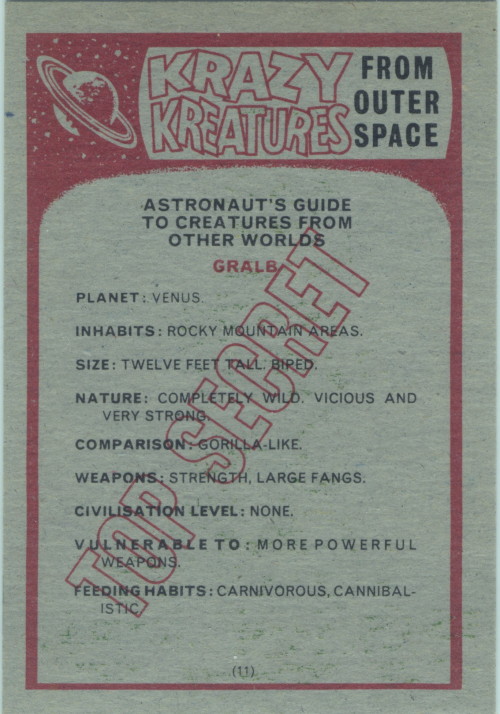 KRAZY
KREATURES
FROM
OUTER
SPACE
ASTRONAUT'S GUIDE
TO CREATURES FROM
OTHER WORLDS
GRALB
PLANET: VENUS.
INHABITS: ROCKY MOUNTAIN AREAS.
SIZE: TWELVE FEET TALL. BIPED.
NATURE: COMPLETELY WILD. VICIOUS AND
VERY STRONG.
COMPARISON: GORILLA-LIKE.
WEAPONS: STRENGTH, LARGE FANGS.
CIVILISATION LEVEL: NONE.
VULNERABLE TO: MORE POWERFUL
WEAPONS.
FEEDING HABITS: CARNIVOROUS, CANNIBAL-
ISTIC.
TOP SECRET
(11)